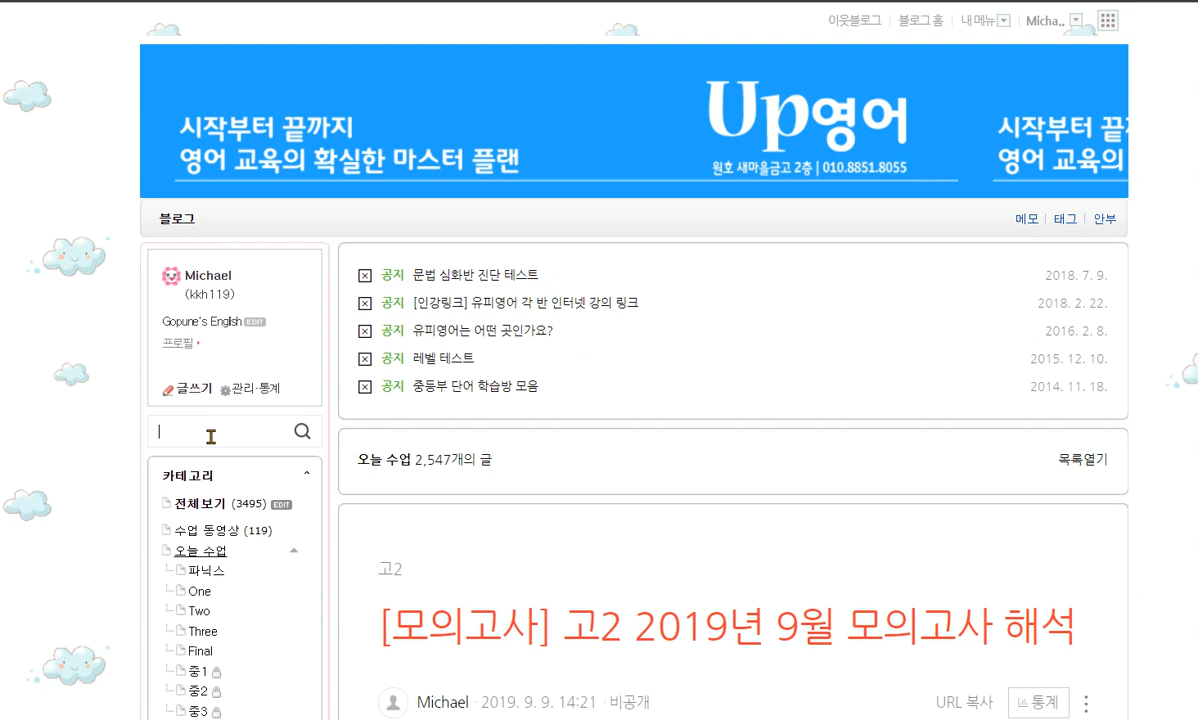 이웃블로그 블로그 홈 내 메뉴 Micha..
시작부터 끝까지
영어 교육의 확실한 마스터 플랜
Up영어
원호 새마을금고 2층 | 010.8851.8055
시작부터 끝
영어 교육의
블로그
메모 태그 안부
Michael
(kkh119)
Gopune's English EDIT
프로필
글쓰기 관리·통계
카테고리
전체보기 (3495) EDIT
수업 동영상 (119)
오늘 수업
파닉스
One
Two
Three
Final
중1
중2
중3
공지 문법 심화반 진단 테스트 2018. 7. 9.
공지 [인강링크] 유피영어 각 반 인터넷 강의 링크 2018. 2. 22.
공지 유피영어는 어떤 곳인가요? 2016. 2. 8.
공지 레벨 테스트 2015. 12. 10.
공지 중등부 단어 학습방 모음 2014. 11. 18.
오늘 수업 2,547개의 글 목록열기
고2
[모의고사] 고2 2019년 9월 모의고사 해석
Michael · 2019. 9. 9. 14:21 · 비공개 URL 복사 통계